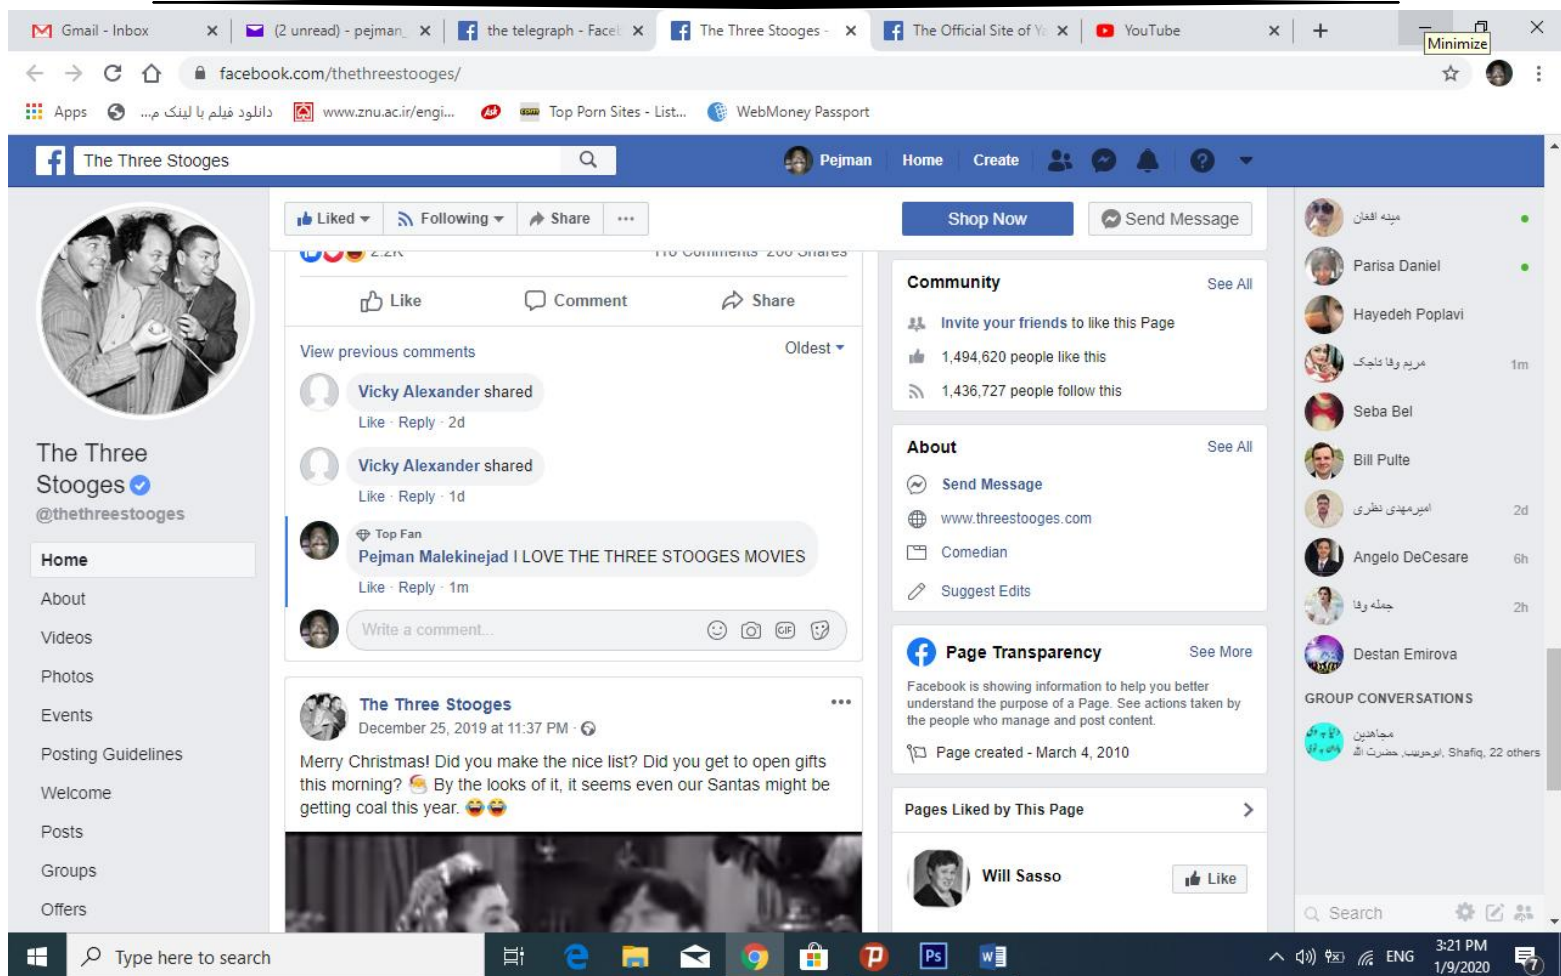 Gmail - Inbox
(2 unread) - pejman_
the telegraph - Faceb
The Three Stooges -
The Official Site of Ya
YouTube
Minimize
facebook.com/thethreestooges/
Apps
دانلود فیلم با لینک م...
www.znu.ac.ir/engi...
Ask
Top Porn Sites - List...
WebMoney Passport
The Three Stooges
Pejman
Home
Create
Liked
Following
Share
Shop Now
Send Message
2.2K
Like
Comment
Share
View previous comments
Oldest
Vicky Alexander shared
Like · Reply · 2d
Vicky Alexander shared
Like · Reply · 1d
Top Fan
Pejman Malekinejad I LOVE THE THREE STOOGES MOVIES
Like · Reply · 1m
Write a comment...
GIF
The Three
Stooges
@thethreestooges
Home
About
Videos
Photos
Events
Posting Guidelines
Welcome
Posts
Groups
Offers
The Three Stooges
December 25, 2019 at 11:37 PM ·
Merry Christmas! Did you make the nice list? Did you get to open gifts
this morning? By the looks of it, it seems even our Santas might be
getting coal this year.
Community
See All
Invite your friends to like this Page
1,494,620 people like this
1,436,727 people follow this
About
See All
Send Message
www.threestooges.com
Comedian
Suggest Edits
Page Transparency
See More
Facebook is showing information to help you better
understand the purpose of a Page. See actions taken by
the people who manage and post content.
Page created - March 4, 2010
Pages Liked by This Page
Will Sasso
Like
مینه افغان
Parisa Daniel
Hayedeh Poplavi
مریم وفا تاجک
1m
Seba Bel
Bill Pulte
امیرمهدی نظری
2d
Angelo DeCesare
6h
جمله وفا
2h
Destan Emirova
GROUP CONVERSATIONS
مجاهدین
حضرت الله, Shafiq, 22 others
Search
Type here to search
Ps
ENG
3:21 PM
1/9/2020
7